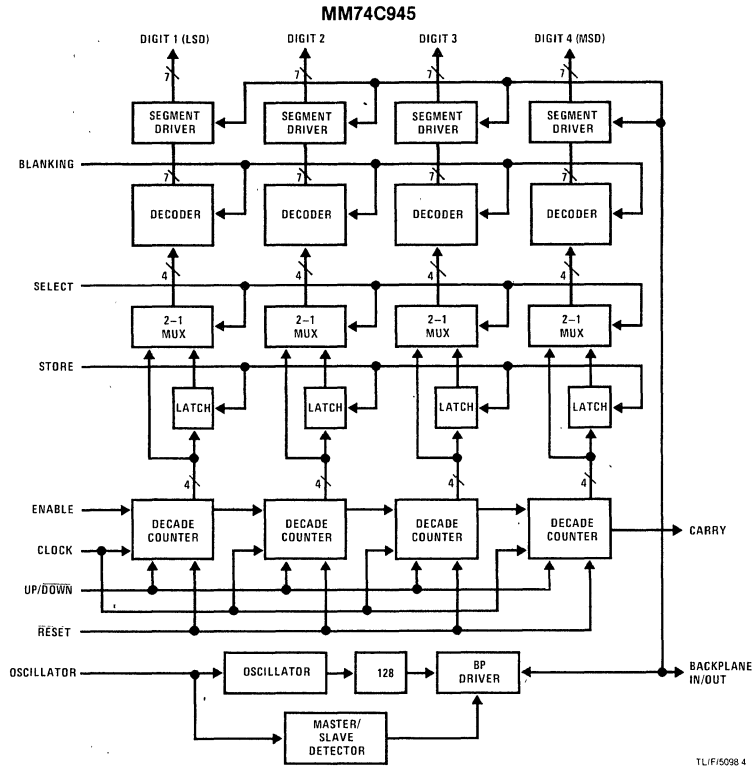 MM74C945
DIGIT 1 (LSD) DIGIT 2 DIGIT 3 DIGIT 4 (MSD)
7 7 7 7
SEGMENT DRIVER SEGMENT DRIVER SEGMENT DRIVER SEGMENT DRIVER
BLANKING
7 7 7 7
DECODER DECODER DECODER DECODER
4 4 4 4
SELECT
2–1 MUX 2–1 MUX 2–1 MUX 2–1 MUX
STORE
LATCH LATCH LATCH LATCH
4 4 4 4
ENABLE
DECADE COUNTER DECADE COUNTER DECADE COUNTER DECADE COUNTER
CARRY
CLOCK
UP/D̅O̅W̅N̅
R̅E̅S̅E̅T̅
OSCILLATOR
OSCILLATOR
128
BP DRIVER
BACKPLANE IN/OUT
MASTER/ SLAVE DETECTOR
TL/F/5098 4